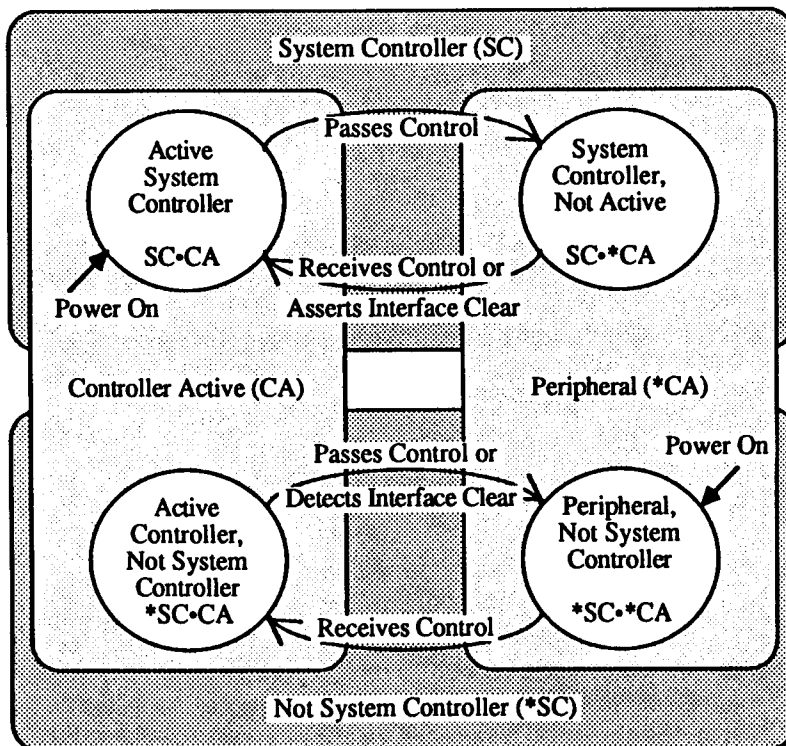 System Controller (SC)
Active
System
Controller
SC•CA
Passes Control
System
Controller,
Not Active
SC•*CA
Receives Control or
Asserts Interface Clear
Power On
Controller Active (CA)
Peripheral (*CA)
Power On
Passes Control or
Detects Interface Clear
Active
Controller,
Not System
Controller
*SC•CA
Peripheral,
Not System
Controller
*SC•*CA
Receives Control
Not System Controller (*SC)